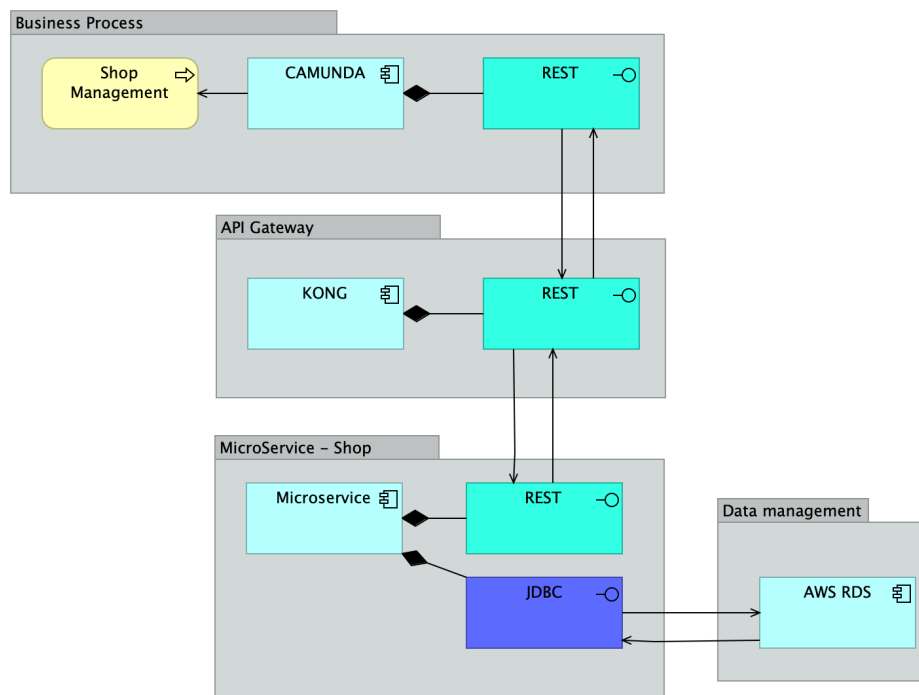 Business Process
Shop
Management
CAMUNDA
REST
API Gateway
KONG
REST
MicroService – Shop
Microservice
REST
JDBC
Data management
AWS RDS